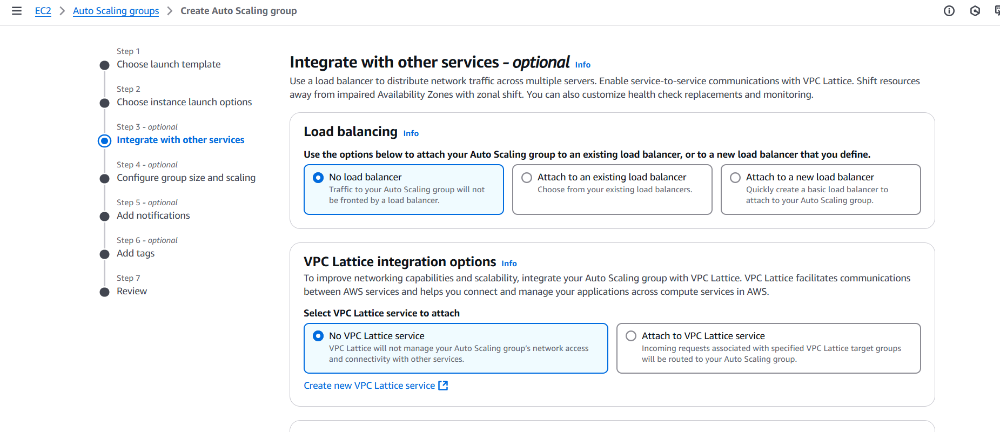 EC2 > Auto Scaling groups > Create Auto Scaling group
Step 1
Choose launch template
Step 2
Choose instance launch options
Step 3 - optional
Integrate with other services
Step 4 - optional
Configure group size and scaling
Step 5 - optional
Add notifications
Step 6 - optional
Add tags
Step 7
Review
Integrate with other services - optional Info
Use a load balancer to distribute network traffic across multiple servers. Enable service-to-service communications with VPC Lattice. Shift resources
away from impaired Availability Zones with zonal shift. You can also customize health check replacements and monitoring.
Load balancing Info
Use the options below to attach your Auto Scaling group to an existing load balancer, or to a new load balancer that you define.
No load balancer
Traffic to your Auto Scaling group will not
be fronted by a load balancer.
Attach to an existing load balancer
Choose from your existing load balancers.
Attach to a new load balancer
Quickly create a basic load balancer to
attach to your Auto Scaling group.
VPC Lattice integration options Info
To improve networking capabilities and scalability, integrate your Auto Scaling group with VPC Lattice. VPC Lattice facilitates communications
between AWS services and helps you connect and manage your applications across compute services in AWS.
Select VPC Lattice service to attach
No VPC Lattice service
VPC Lattice will not manage your Auto Scaling group's network access
and connectivity with other services.
Attach to VPC Lattice service
Incoming requests associated with specified VPC Lattice target groups
will be routed to your Auto Scaling group.
Create new VPC Lattice service